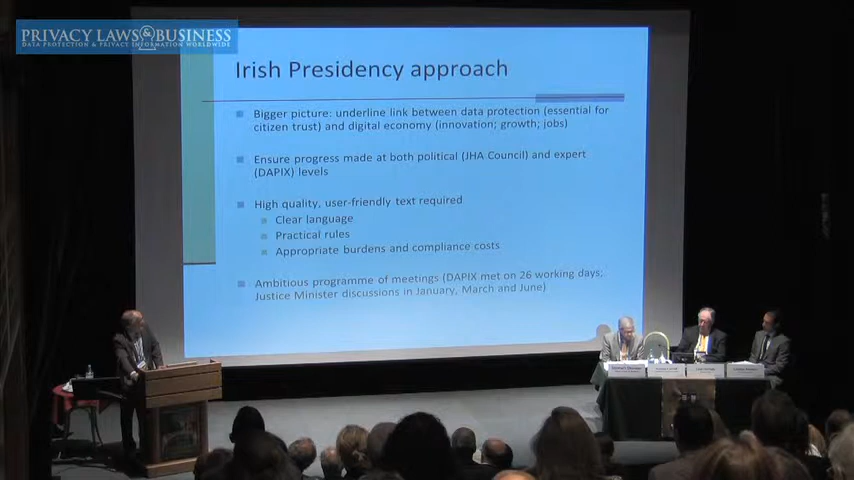 PRIVACY LAWS & BUSINESS
DATA PROTECTION & PRIVACY INFORMATION WORLDWIDE
Irish Presidency approach
Bigger picture: underline link between data protection (essential for
citizen trust) and digital economy (innovation; growth; jobs)
Ensure progress made at both political (JHA Council) and expert
(DAPIX) levels
High quality, user-friendly text required
Clear language
Practical rules
Appropriate burdens and compliance costs
Ambitious programme of meetings (DAPIX met on 26 working days;
Justice Minister discussions in January, March and June)